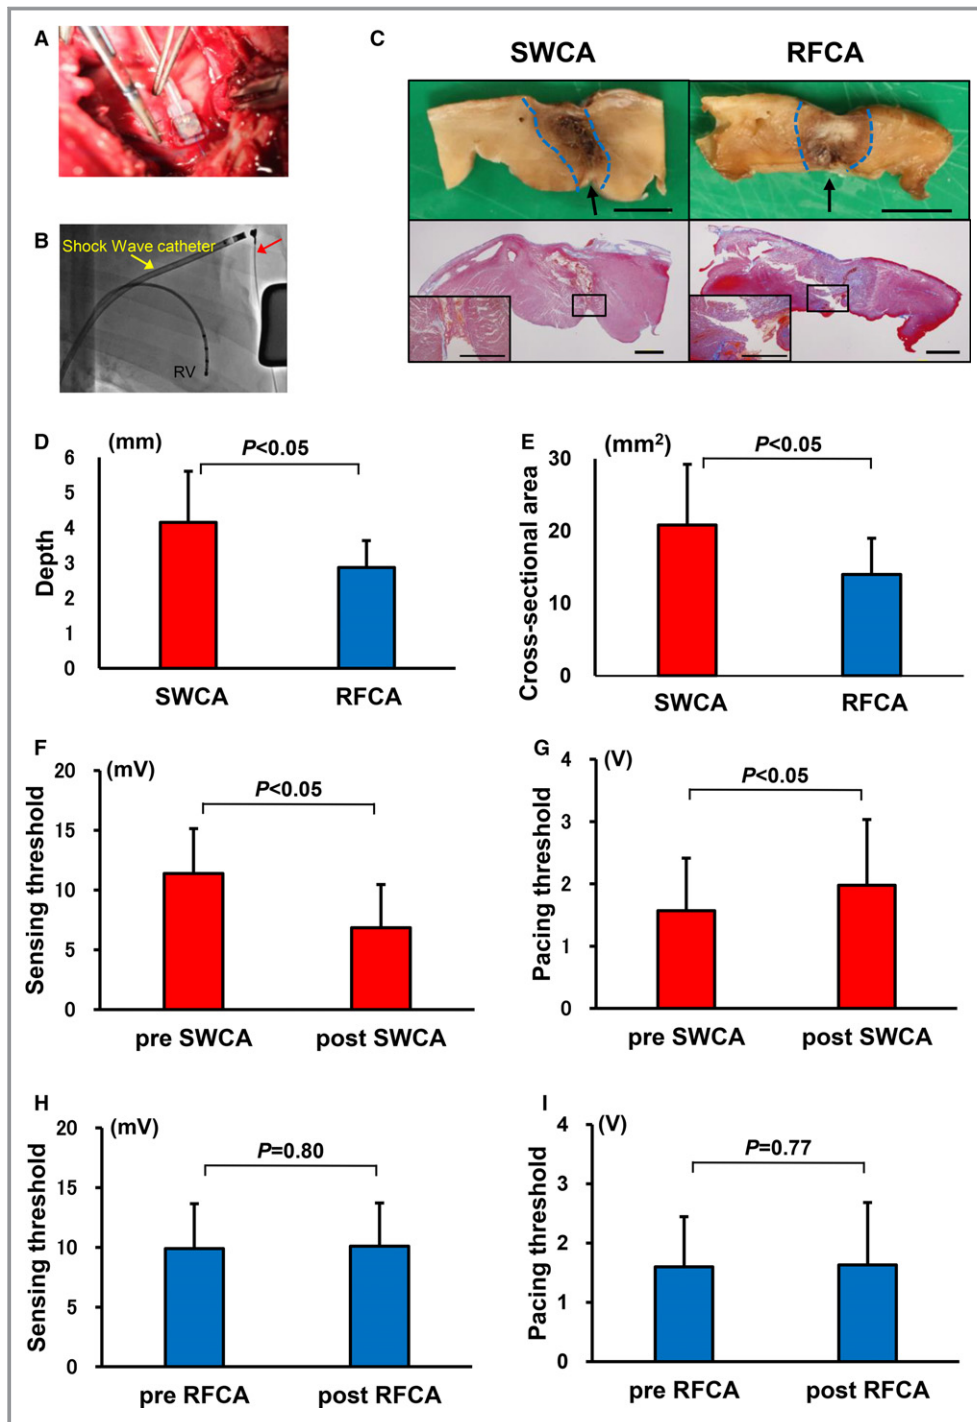 A
B
Shock Wave catheter
RV
C
SWCA RFCA
D
(mm)
P<0.05
6
5
4
3
2
1
0
Depth
SWCA RFCA
E
(mm2)
P<0.05
30
20
10
0
Cross-sectional area
SWCA RFCA
F
(mV)
P<0.05
20
15
10
5
0
Sensing threshold
pre SWCA post SWCA
G
(V)
P<0.05
4
3
2
1
0
Pacing threshold
pre SWCA post SWCA
H
(mV)
P=0.80
20
15
10
5
0
Sensing threshold
pre RFCA post RFCA
I
(V)
P=0.77
4
3
2
1
0
Pacing threshold
pre RFCA post RFCA